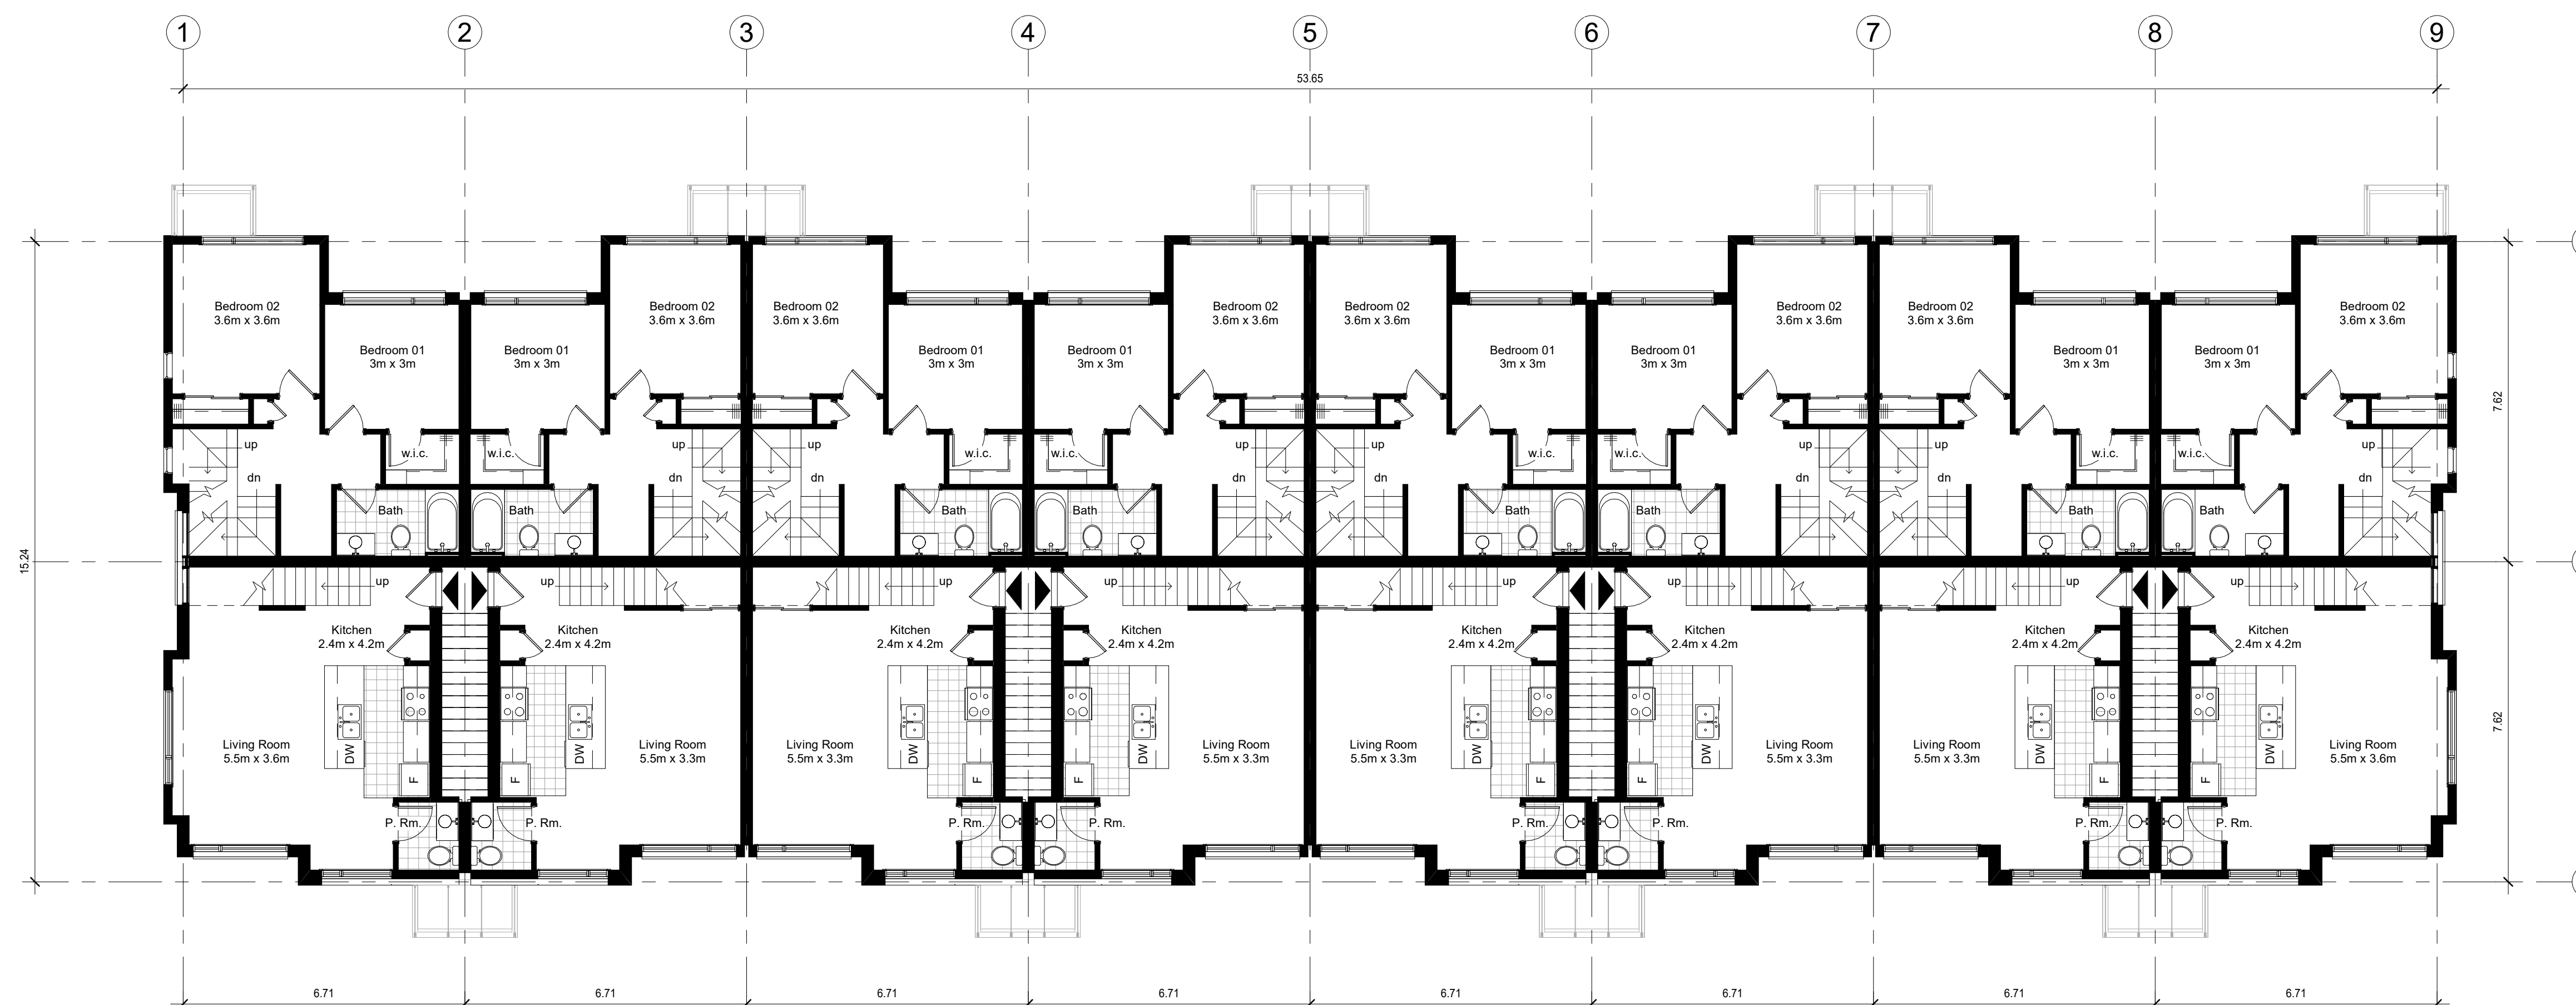 1 2 3 4 5 6 7 8 9
53.65
Bedroom 02 Bedroom 02 Bedroom 02 Bedroom 02 Bedroom 02 Bedroom 02 Bedroom 02 Bedroom 02
3.6m x 3.6m 3.6m x 3.6m 3.6m x 3.6m 3.6m x 3.6m 3.6m x 3.6m 3.6m x 3.6m 3.6m x 3.6m 3.6m x 3.6m
Bedroom 01 Bedroom 01 Bedroom 01 Bedroom 01 Bedroom 01 Bedroom 01 Bedroom 01 Bedroom 01
3m x 3m 3m x 3m 3m x 3m 3m x 3m 3m x 3m 3m x 3m 3m x 3m 3m x 3m
7.62
up up up up up up up up
w.i.c. w.i.c. w.i.c. w.i.c. w.i.c. w.i.c. w.i.c. w.i.c.
dn dn dn dn dn dn dn dn
Bath Bath Bath Bath Bath Bath Bath Bath
15.24
up up up up up up up up
Kitchen Kitchen Kitchen Kitchen Kitchen Kitchen Kitchen Kitchen
2.4m x 4.2m 2.4m x 4.2m 2.4m x 4.2m 2.4m x 4.2m 2.4m x 4.2m 2.4m x 4.2m 2.4m x 4.2m 2.4m x 4.2m
7.62
Living Room Living Room Living Room Living Room Living Room Living Room Living Room Living Room
5.5m x 3.6m 5.5m x 3.3m 5.5m x 3.3m 5.5m x 3.3m 5.5m x 3.3m 5.5m x 3.3m 5.5m x 3.3m 5.5m x 3.6m
DW DW DW DW DW DW DW DW
F F F F F F F F
P. Rm. P. Rm. P. Rm. P. Rm. P. Rm. P. Rm. P. Rm. P. Rm.
6.71 6.71 6.71 6.71 6.71 6.71 6.71 6.71